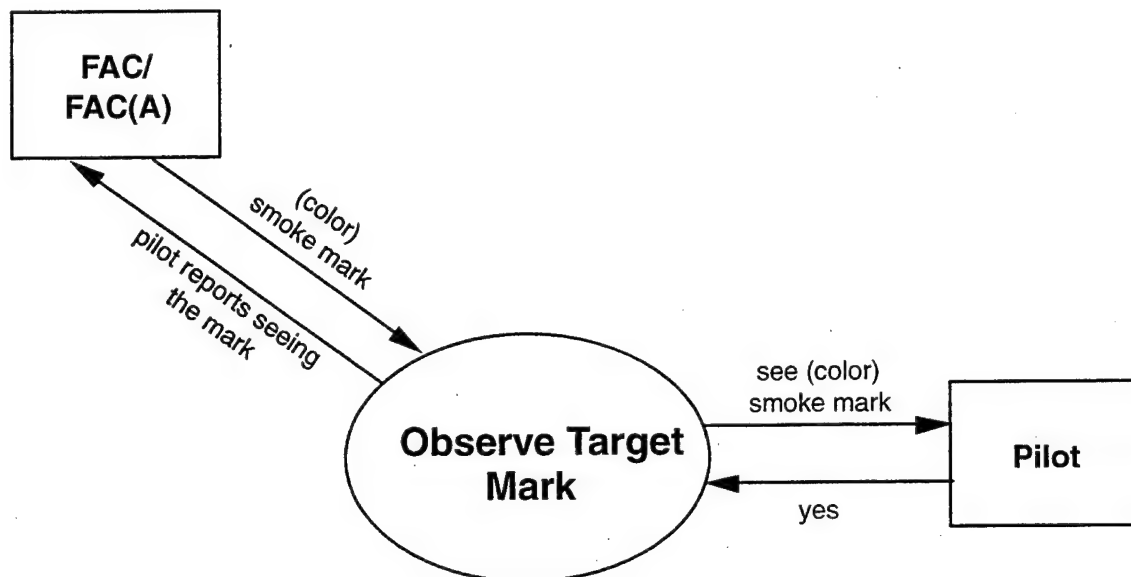 FAC/
FAC(A)
(color)
smoke mark
pilot reports seeing
the mark
Observe Target
Mark
see (color)
smoke mark
yes
Pilot